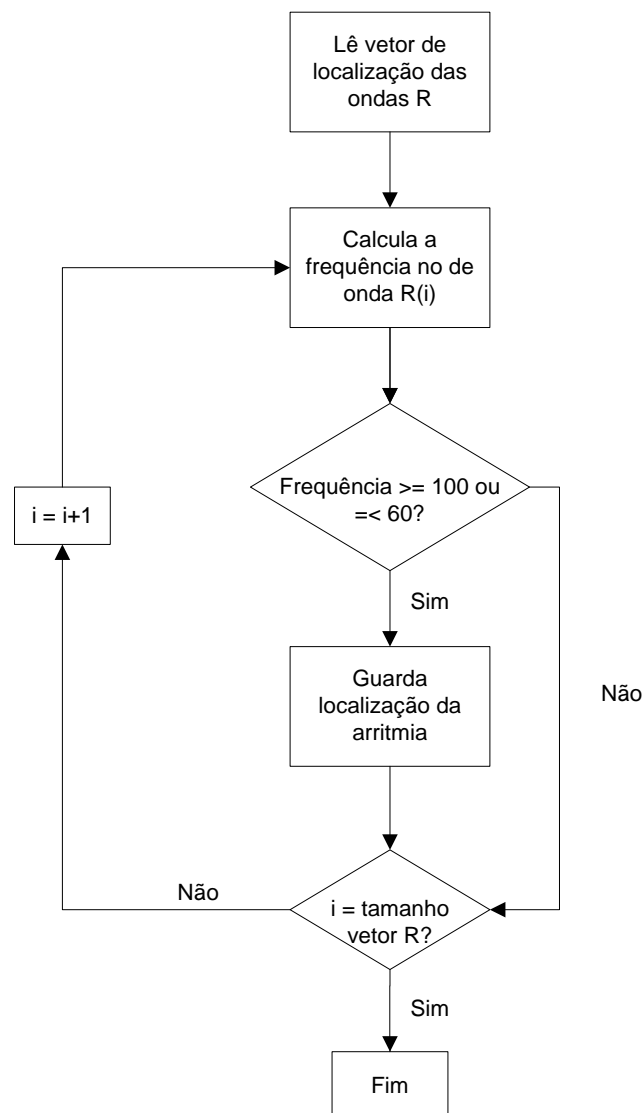 Lê vetor de
localização das
ondas R
Calcula a
frequência no de
onda R(i)
Frequência >= 100 ou
=< 60?
i = i+1
Sim
Guarda
localização da
arritmia
Não
Não
i = tamanho
vetor R?
Sim
Fim